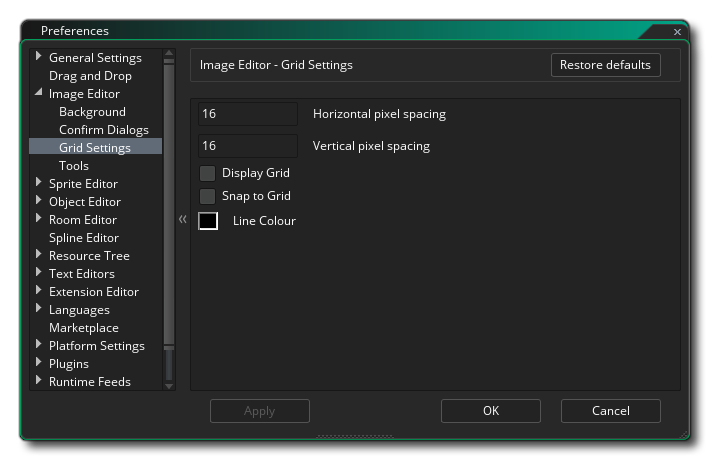 Preferences
General Settings
Drag and Drop
Image Editor
Background
Confirm Dialogs
Grid Settings
Tools
Sprite Editor
Object Editor
Room Editor
Spline Editor
Resource Tree
Text Editors
Extension Editor
Languages
Marketplace
Platform Settings
Plugins
Runtime Feeds
Image Editor - Grid Settings
Restore defaults
16 Horizontal pixel spacing
16 Vertical pixel spacing
Display Grid
Snap to Grid
Line Colour
Apply OK Cancel